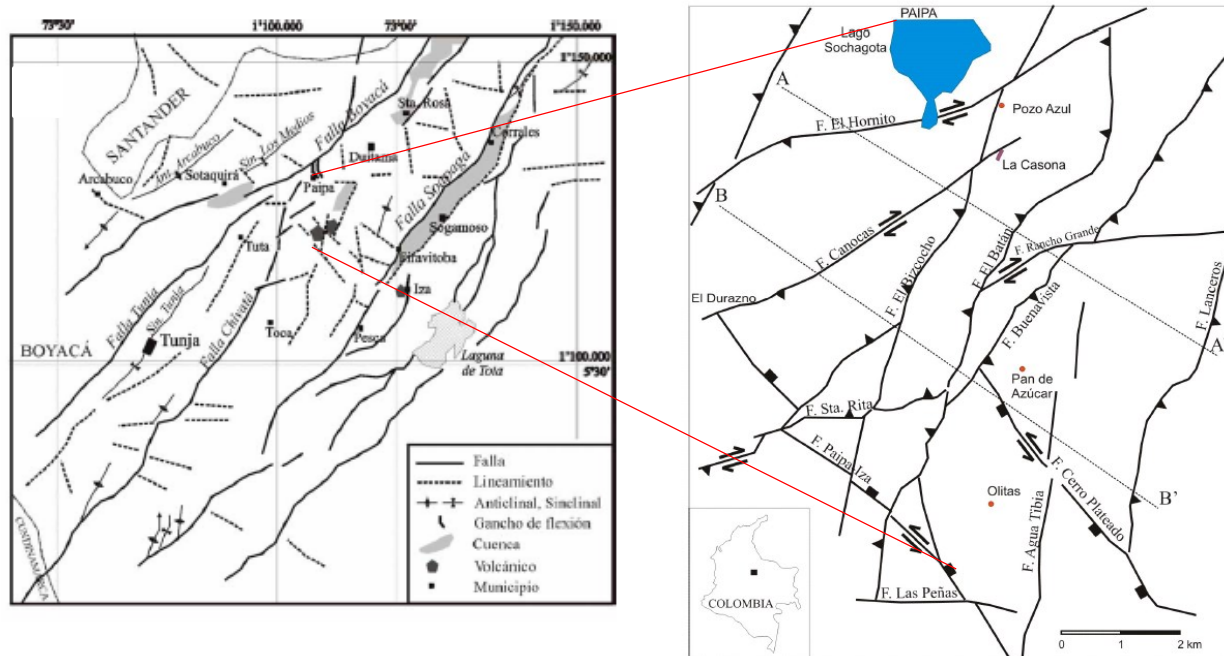 73°30'
1°100.000
73°00
1°150.000
1°150.000
SANTANDER
Ant. Arcabuco
Sin. Los Medios
Falla Boyacá
Sta. Rosa
Corrales
Duitama
Arcabuco
Sotaquirá
Paipa
Falla Soapaga
Sogamoso
Tuta
Firavitoba
Iza
Falla Tunja
Sin. Tunja
Falla Chivatá
Toca
Pesca
BOYACÁ
Tunja
Laguna
de Tota
1°100.000
5°30'
CUNDINAMARCA
Falla
Lineamiento
Anticlinal, Sinclinal
Gancho de flexión
Cuenca
Volcánico
Municipio
PAIPA
Lago
Sochagota
A
F. El Hornito
Pozo Azul
La Casona
B
F. Canocas
F. El Bizcocho
F. El Batán
F. Rancho Grande
El Durazno
F. Buenavista
F. Lanceros
A
Pan de
Azúcar
F. Sta. Rita
F. Paipa-Iza
F. Cerro Plateado
B'
Olitas
F. Agua Tibia
F. Las Peñas
COLOMBIA
0 1 2 km